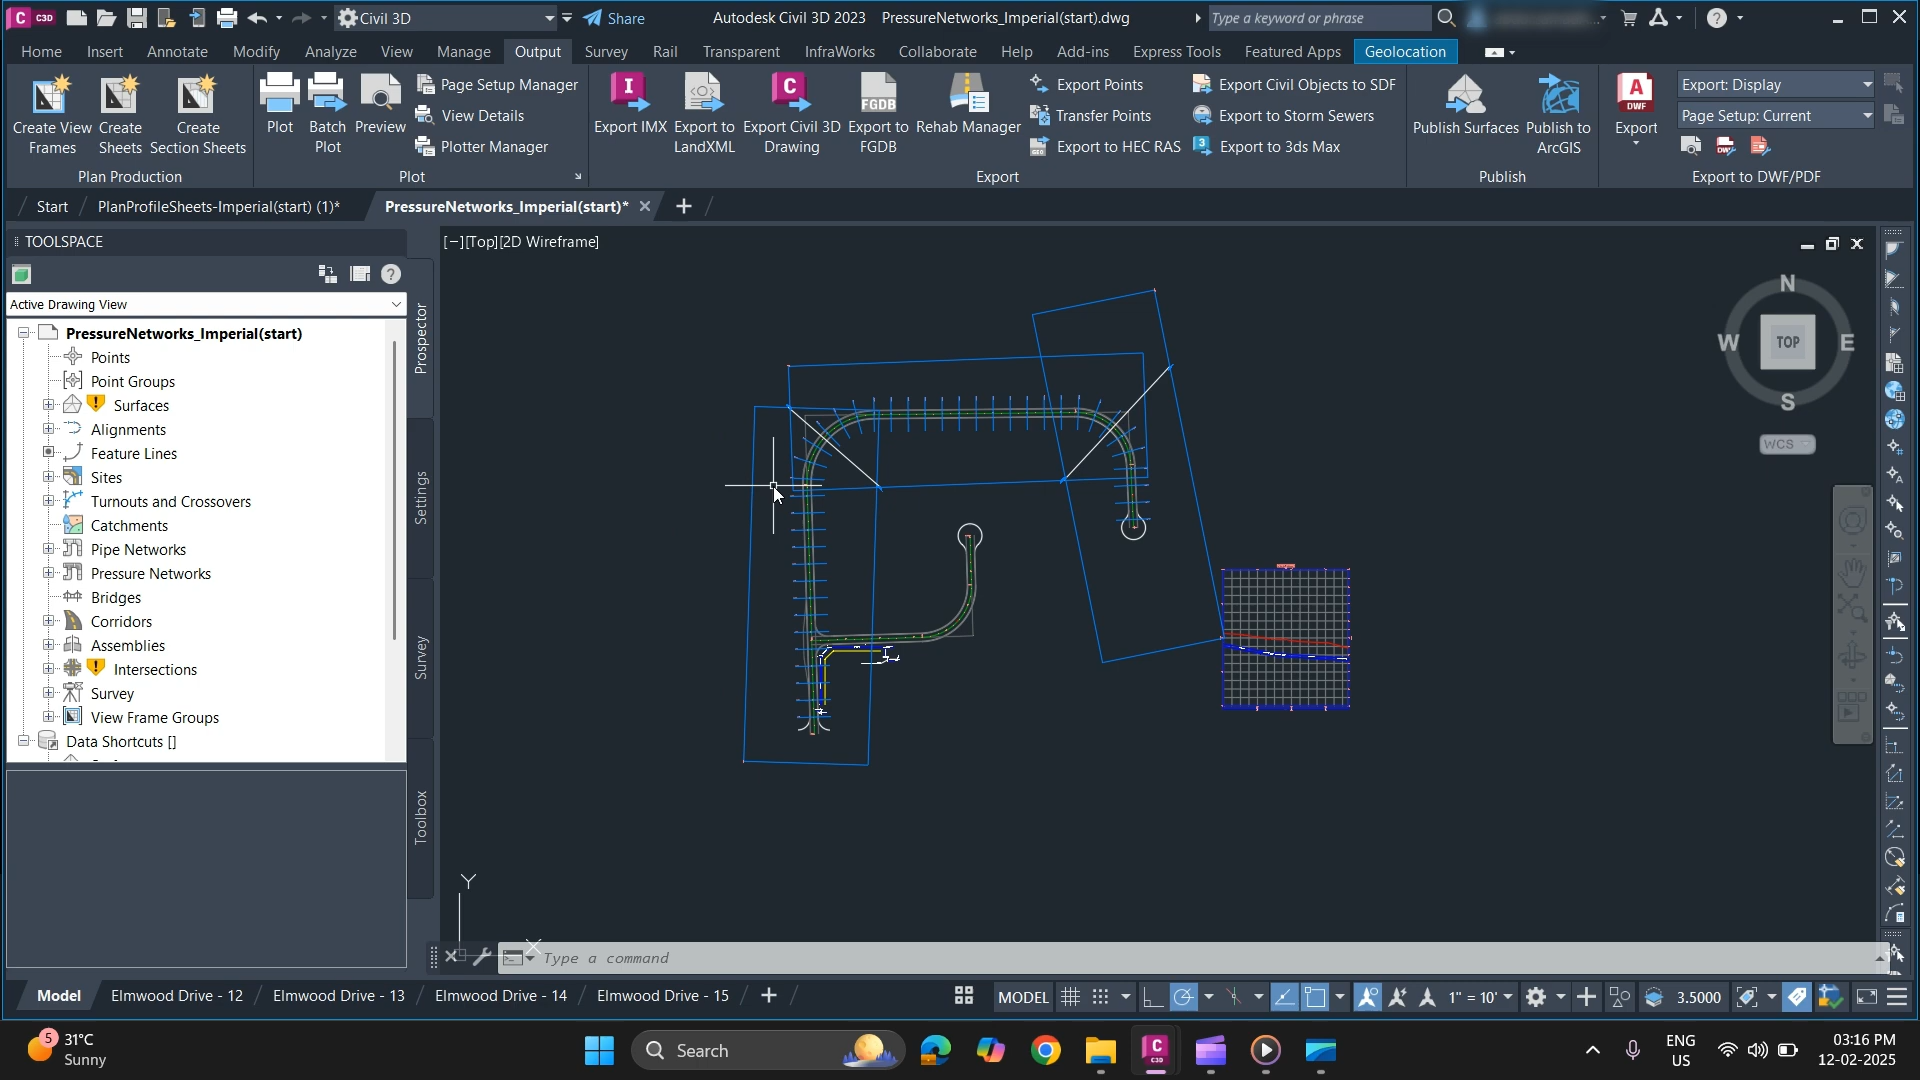 C C3D Civil 3D Share Autodesk Civil 3D 2023 PressureNetworks_Imperial(start).dwg Type a keyword or phrase
Home Insert Annotate Modify Analyze View Manage Output Survey Rail Transparent InfraWorks Collaborate Help Add-ins Express Tools Featured Apps Geolocation
Create View Frames
Create Sheets
Create Section Sheets
Plan Production
Plot
Batch Plot
Preview
Page Setup Manager
View Details
Plotter Manager
Plot
Export IMX
Export to LandXML
Export Civil 3D Drawing
FGDB
Export to FGDB
Rehab Manager
Export Points
Transfer Points
Export to HEC RAS
Export Civil Objects to SDF
Export to Storm Sewers
Export to 3ds Max
Export
Publish Surfaces
Publish to ArcGIS
Publish
DWF
Export
Export: Display
Page Setup: Current
Export to DWF/PDF
Start PlanProfileSheets-Imperial(start) (1)* PressureNetworks_Imperial(start)*
TOOLSPACE
Active Drawing View
PressureNetworks_Imperial(start)
Points
Point Groups
Surfaces
Alignments
Feature Lines
Sites
Turnouts and Crossovers
Catchments
Pipe Networks
Pressure Networks
Bridges
Corridors
Assemblies
Intersections
Survey
View Frame Groups
Data Shortcuts []
Prospector
Settings
Survey
Toolbox
[−][Top][2D Wireframe]
N
W TOP E
S
WCS
Y
X
Type a command
Model Elmwood Drive - 12 Elmwood Drive - 13 Elmwood Drive - 14 Elmwood Drive - 15 MODEL 1" = 10' 3.5000
5 31°C
Sunny
Search
ENG
US
03:16 PM
12-02-2025